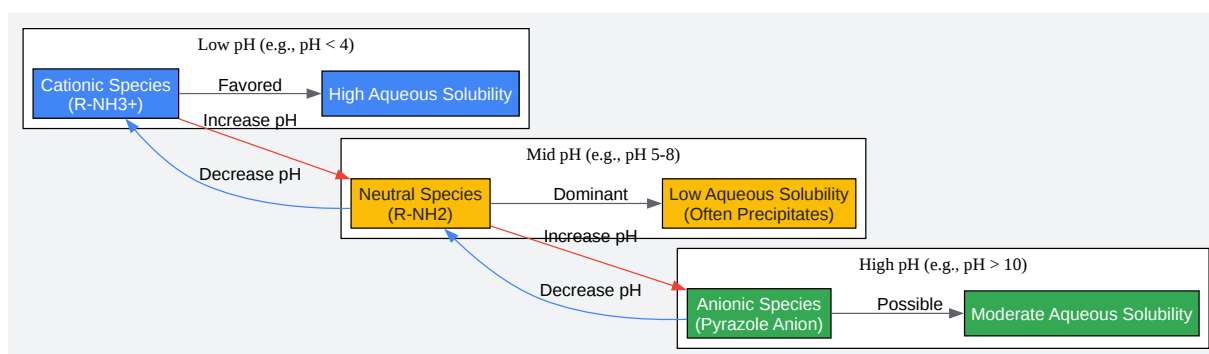 Low pH (e.g., pH < 4)
Cationic Species
(R-NH3+)
Favored
High Aqueous Solubility
Increase pH
Decrease pH
Mid pH (e.g., pH 5-8)
Neutral Species
(R-NH2)
Dominant
Low Aqueous Solubility
(Often Precipitates)
Increase pH
Decrease pH
High pH (e.g., pH > 10)
Anionic Species
(Pyrazole Anion)
Possible
Moderate Aqueous Solubility